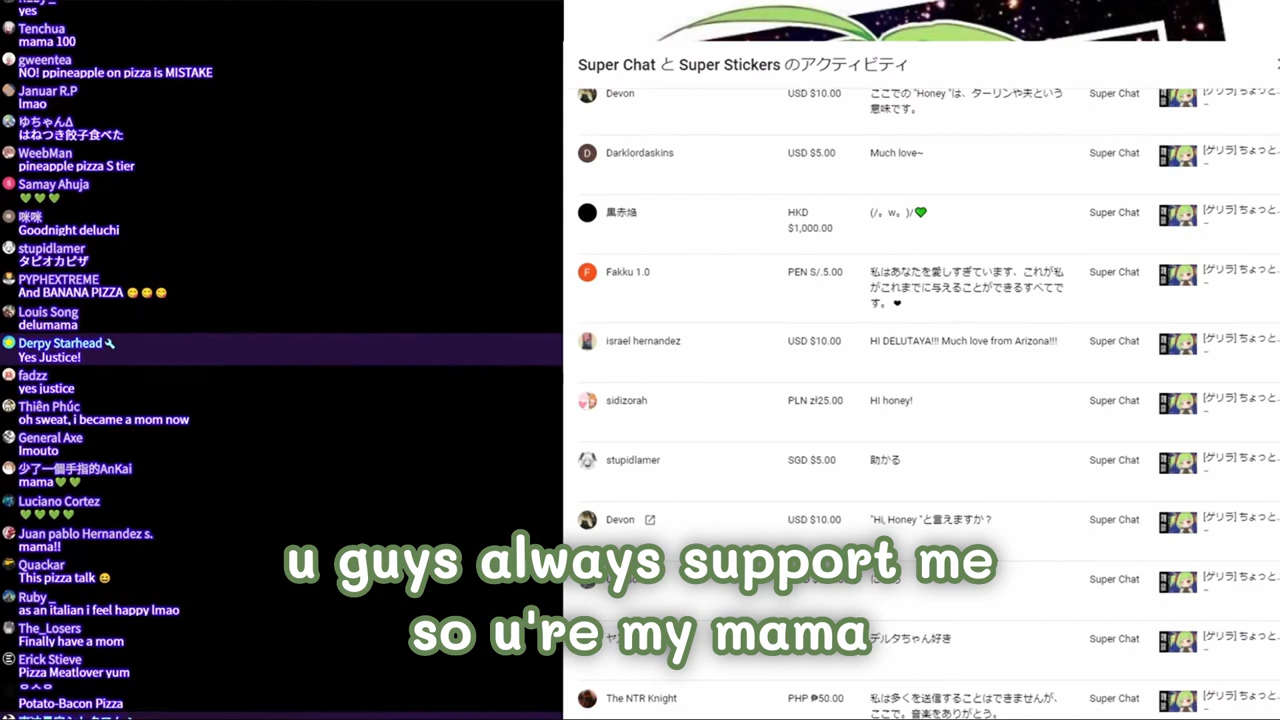 yes
Tenchua
mama 100
gweentea
NO! ppineapple on pizza is MISTAKE
Januar R.P
lmao
ゆちゃんΔ
はねつき餃子食べた
WeebMan
pineapple pizza S tier
Samay Ahuja
💚 💚 💚
咪咪
Goodnight deluchi
stupidlamer
タピオカピザ
PYPHEXTREME
And BANANA PIZZA 😋 😋 😋
Louis Song
delumama
Derpy Starhead
Yes Justice!
fadzz
yes justice
Thiên Phúc
oh sweat, i became a mom now
General Axe
Imouto
少了一個手指的AnKai
mama💚💚
Luciano Cortez
💚 💚 💚 💚
Juan pablo Hernandez s.
mama!!
Quackar
This pizza talk 😄
Ruby _
as an italian i feel happy lmao
The_Losers
Finally have a mom
Erick Stieve
Pizza Meatlover yum
Potato-Bacon Pizza
Super Chat と Super Stickers のアクティビティ
Devon USD $10.00 ここでの "Honey "は、ターリンや夫という Super Chat [ゲリラ] ちょっと...
意味です。 –
Darklordaskins USD $5.00 Much love~ Super Chat [ゲリラ] ちょっと...
–
黒赤焔 HKD (/。w。)/💚 Super Chat [ゲリラ] ちょっと...
$1,000.00 –
Fakku 1.0 PEN S/.5.00 私はあなたを愛しすぎています、これが私 Super Chat [ゲリラ] ちょっと...
がこれまでに与えることができるすべてで –
す。 ❤
israel hernandez USD $10.00 HI DELUTAYA!!! Much love from Arizona!!! Super Chat [ゲリラ] ちょっと...
–
sidizorah PLN zł25.00 HI honey! Super Chat [ゲリラ] ちょっと...
–
stupidlamer SGD $5.00 助かる Super Chat [ゲリラ] ちょっと...
–
Devon USD $10.00 "Hi, Honey "と言えますか？ Super Chat [ゲリラ] ちょっと...
–
Super Chat [ゲリラ] ちょっと...
–
デルタちゃん好き Super Chat [ゲリラ] ちょっと...
–
The NTR Knight PHP ₱50.00 私は多くを送信することはできませんが、 Super Chat [ゲリラ] ちょっと...
ここで。音楽をありがとう。 –
u guys always support me
so u're my mama